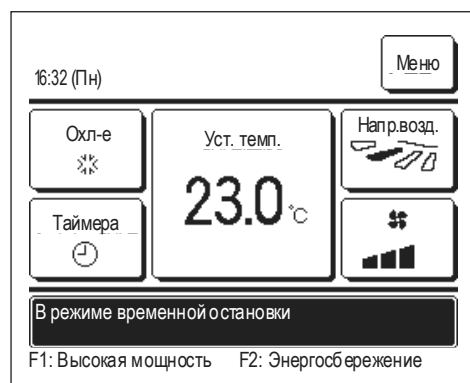 Меню
16:32 (Пн)
Охл-е
Уст. темп.
Напр.возд.
23.0 °C
Таймера
В режиме временной остановки
F1: Высокая мощность F2: Энергосбережение